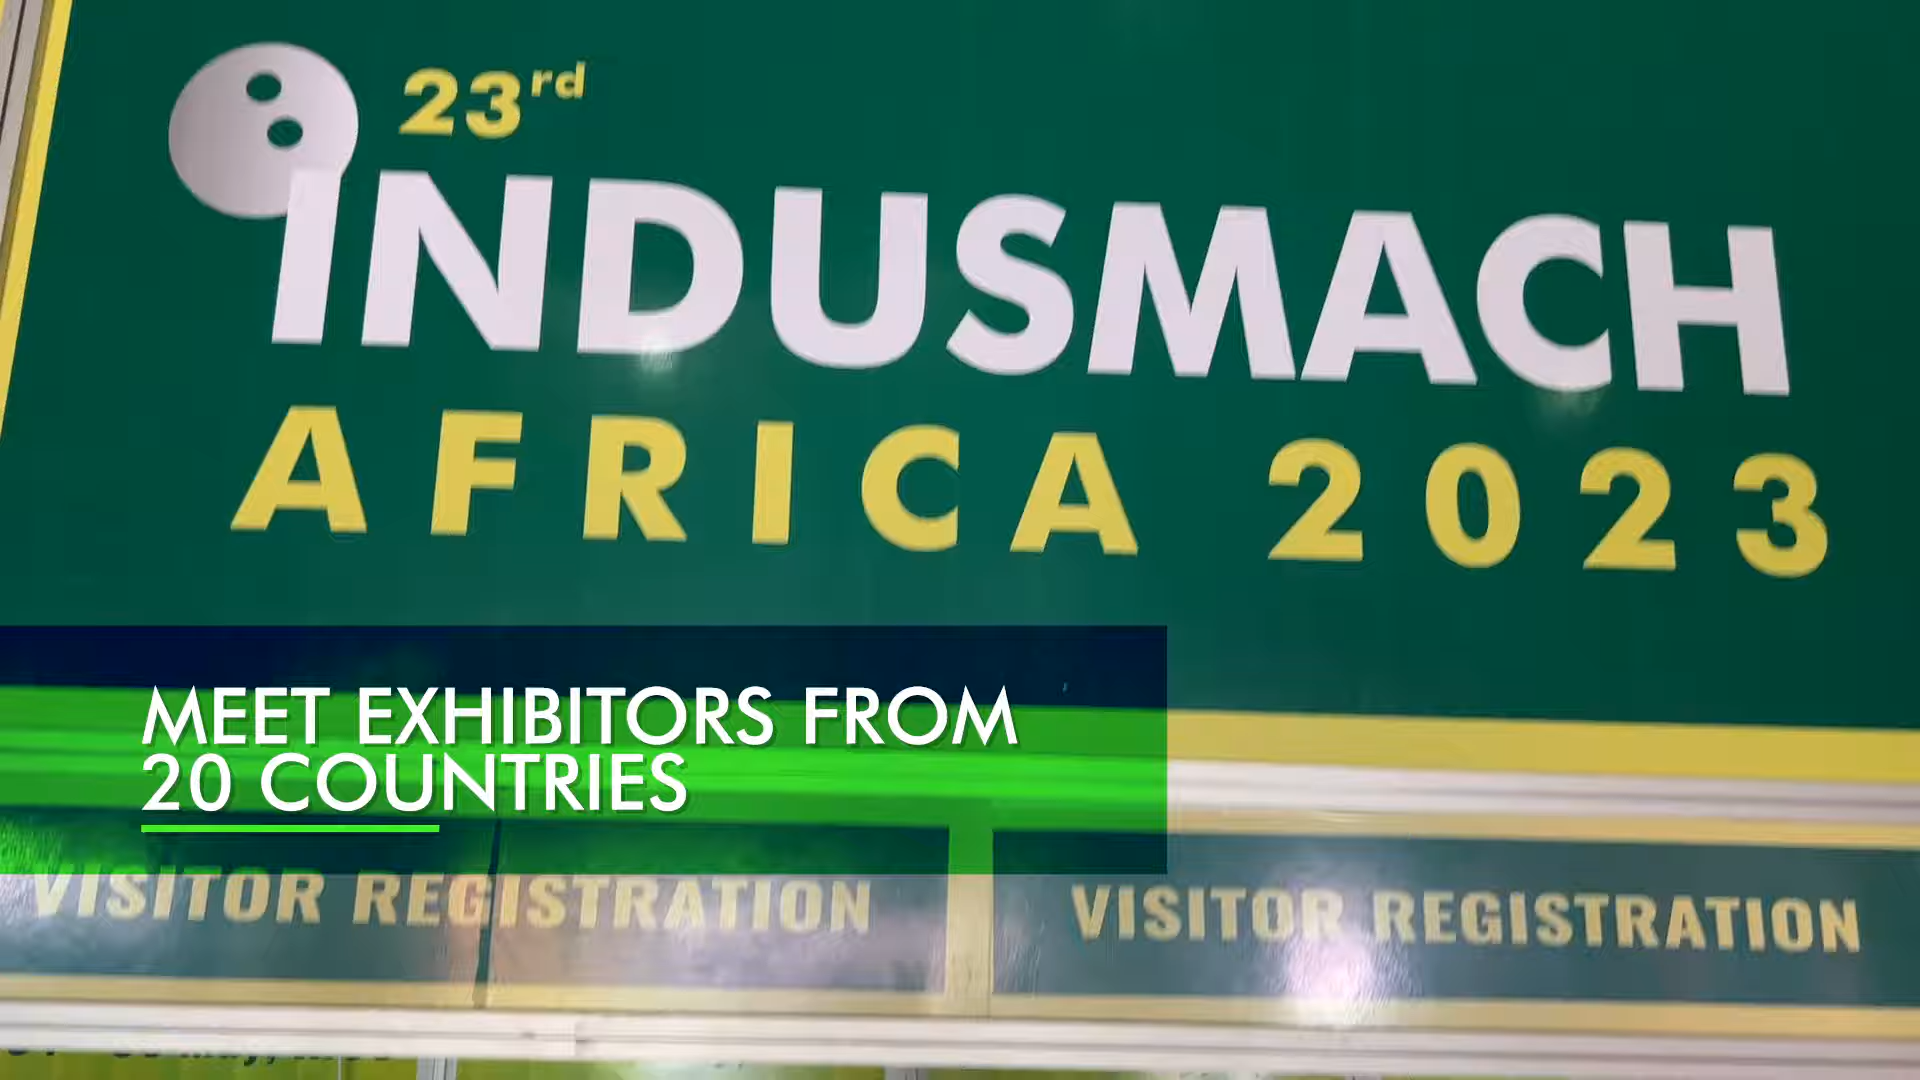 23rd
INDUSMACH
AFRICA 2023
MEET EXHIBITORS FROM
20 COUNTRIES
VISITOR REGISTRATION
VISITOR REGISTRATION